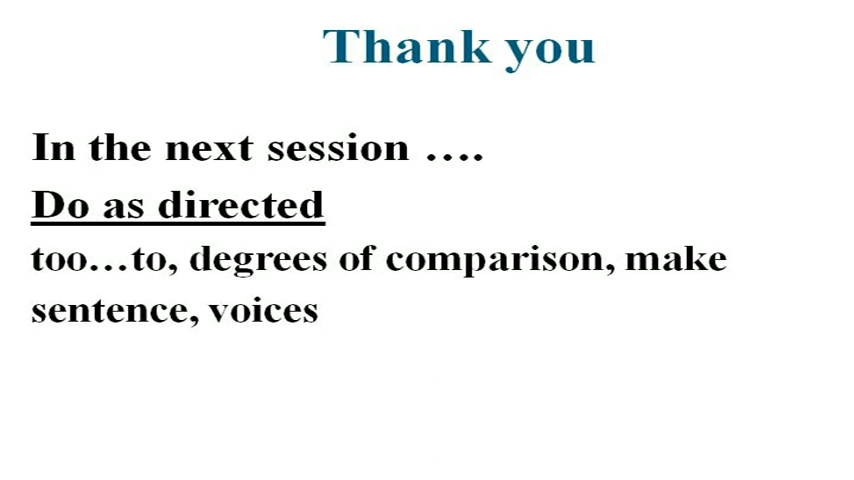 Thank you
In the next session ….
Do as directed
too…to, degrees of comparison, make
sentence, voices